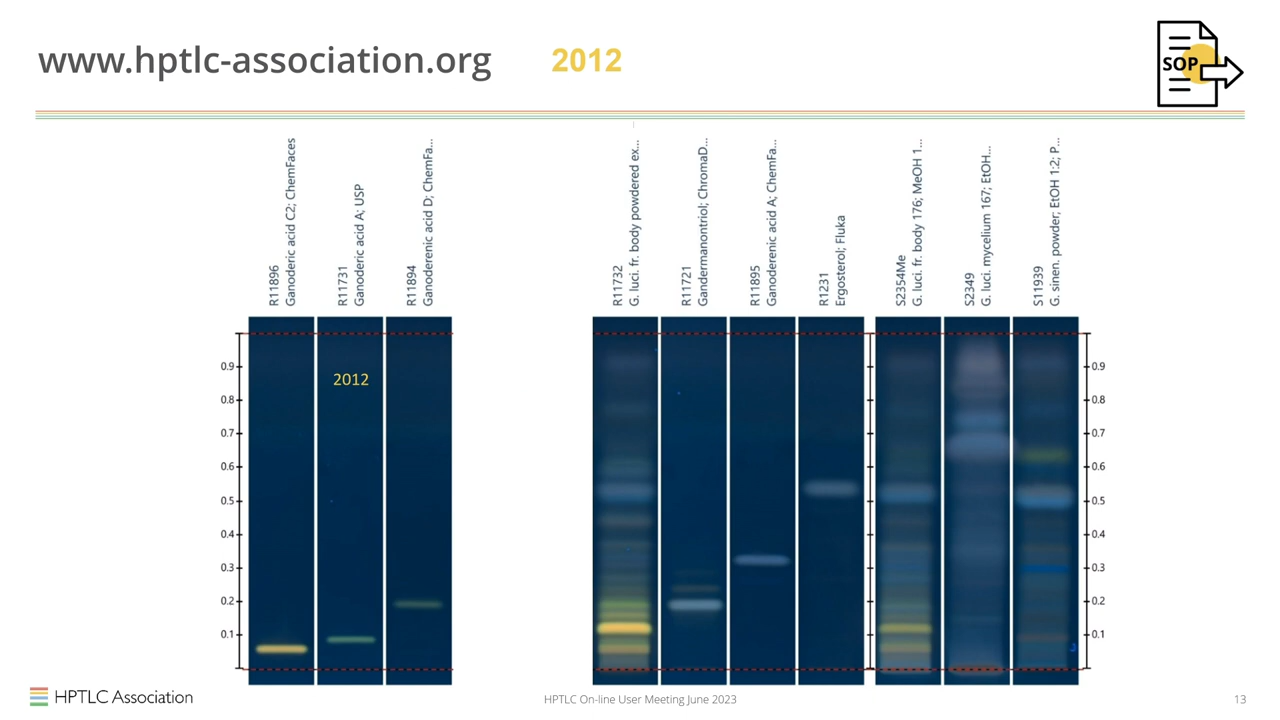 www.hptlc-association.org
2012
SOP
R11896
Ganoderic acid C2; ChemFaces
R11731
Ganoderic acid A; USP
R11894
Ganoderenic acid D; ChemFa...
R11732
G. luci. fr. body powdered ex...
R11721
Gandermanontriol; ChromaD...
R11895
Ganoderenic acid A; ChemFa...
R1231
Ergosterol; Fluka
S2354Me
G. luci. fr. body 176; MeOH 1...
S2349
G. luci. mycelium 167; EtOH...
S11939
G. sinen. powder; EtOH 1:2; P...
2012
0.9
0.8
0.7
0.6
0.5
0.4
0.3
0.2
0.1
0.9
0.8
0.7
0.6
0.5
0.4
0.3
0.2
0.1
HPTLC Association
HPTLC On-line User Meeting June 2023
13